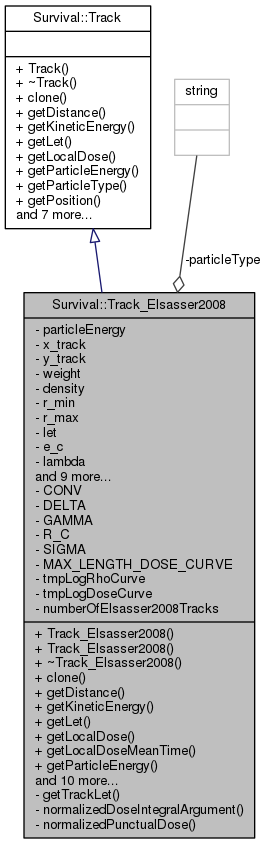 Survival::Track
+ Track()
+ ~Track()
+ clone()
+ getDistance()
+ getKineticEnergy()
+ getLet()
+ getLocalDose()
+ getParticleEnergy()
+ getParticleType()
+ getPosition()
and 7 more...
string
-particleType
Survival::Track_Elsasser2008
- particleEnergy
- x_track
- y_track
- weight
- density
- r_min
- r_max
- let
- e_c
- lambda
and 9 more...
- CONV
- DELTA
- GAMMA
- R_C
- SIGMA
- MAX_LENGTH_DOSE_CURVE
- tmpLogRhoCurve
- tmpLogDoseCurve
- numberOfElsasser2008Tracks
+ Track_Elsasser2008()
+ Track_Elsasser2008()
+ ~Track_Elsasser2008()
+ clone()
+ getDistance()
+ getKineticEnergy()
+ getLet()
+ getLocalDose()
+ getLocalDoseMeanTime()
+ getParticleEnergy()
and 10 more...
- getTrackLet()
- normalizedDoseIntegralArgument()
- normalizedPunctualDose()